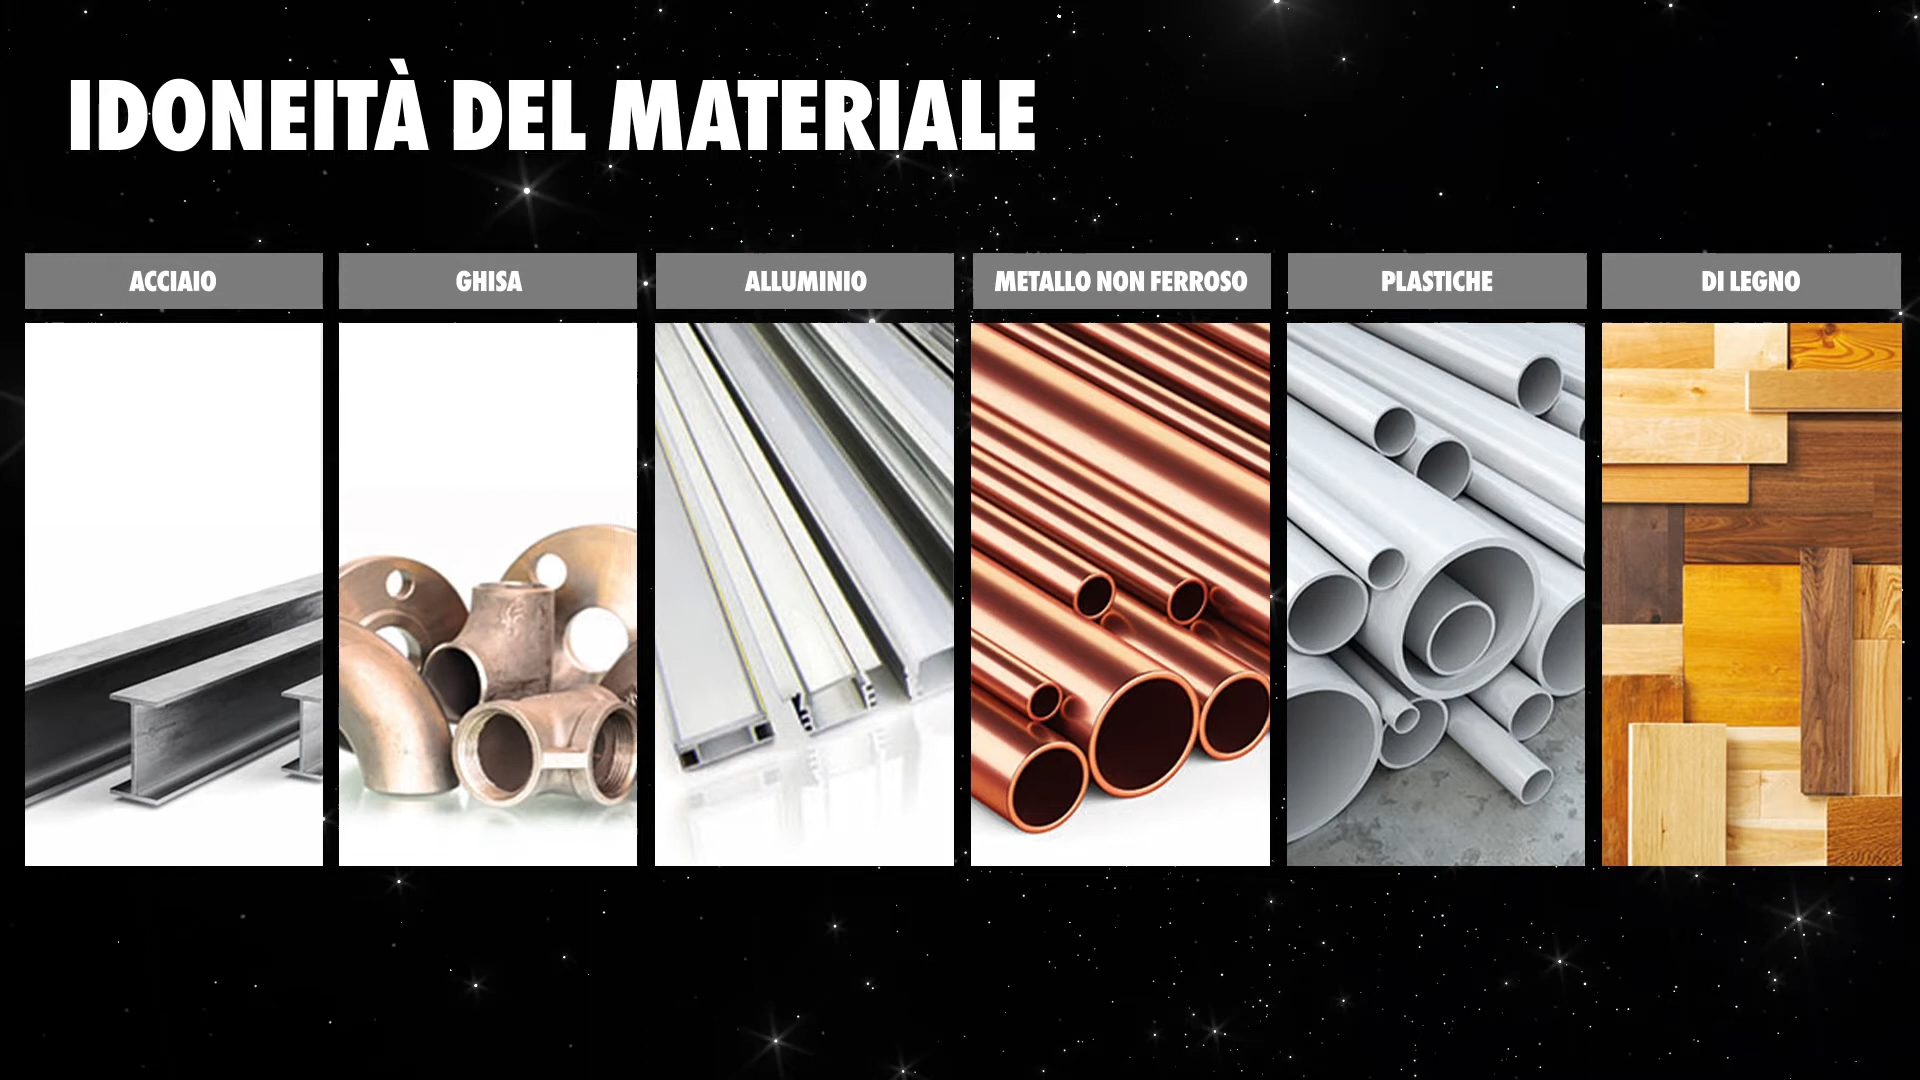 IDONEITÀ DEL MATERIALE
ACCIAIO
GHISA
ALLUMINIO
METALLO NON FERROSO
PLASTICHE
DI LEGNO